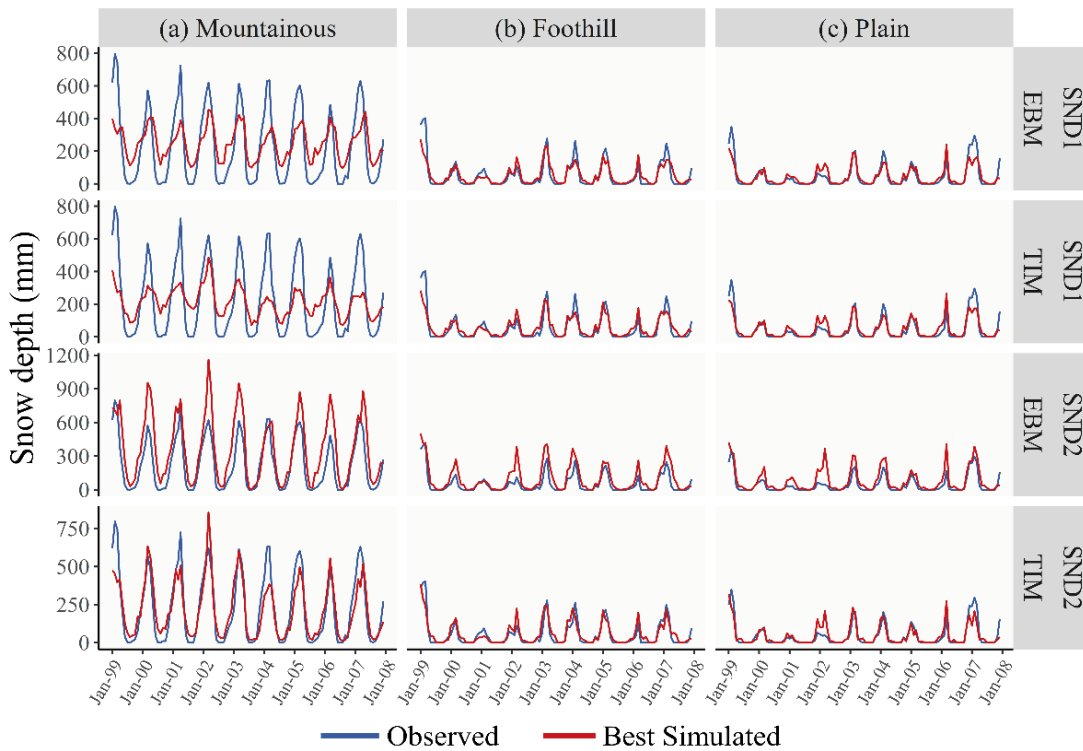 (a) Mountainous (b) Foothill (c) Plain
800
600
400
200
0
SND1
EBM
800
600
400
200
0
SND1
TIM
1200
900
600
300
0
SND2
EBM
750
500
250
0
SND2
TIM
Snow depth (mm)
Jan-99 Jan-00 Jan-01 Jan-02 Jan-03 Jan-04 Jan-05 Jan-06 Jan-07 Jan-08 Jan-99 Jan-00 Jan-01 Jan-02 Jan-03 Jan-04 Jan-05 Jan-06 Jan-07 Jan-08 Jan-99 Jan-00 Jan-01 Jan-02 Jan-03 Jan-04 Jan-05 Jan-06 Jan-07 Jan-08
Observed Best Simulated